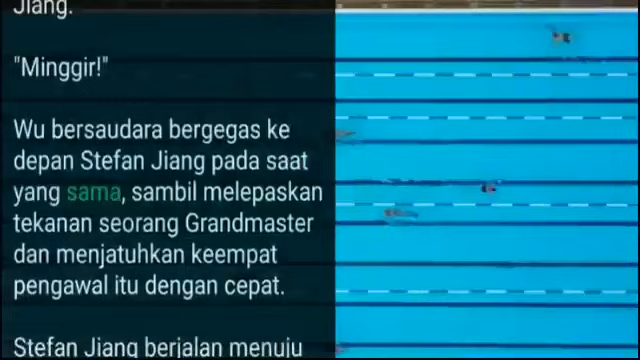 Jiang.
"Minggir!"
Wu bersaudara bergegas ke
depan Stefan Jiang pada saat
yang sama, sambil melepaskan
tekanan seorang Grandmaster
dan menjatuhkan keempat
pengawal itu dengan cepat.
Stefan Jiang berjalan menuju